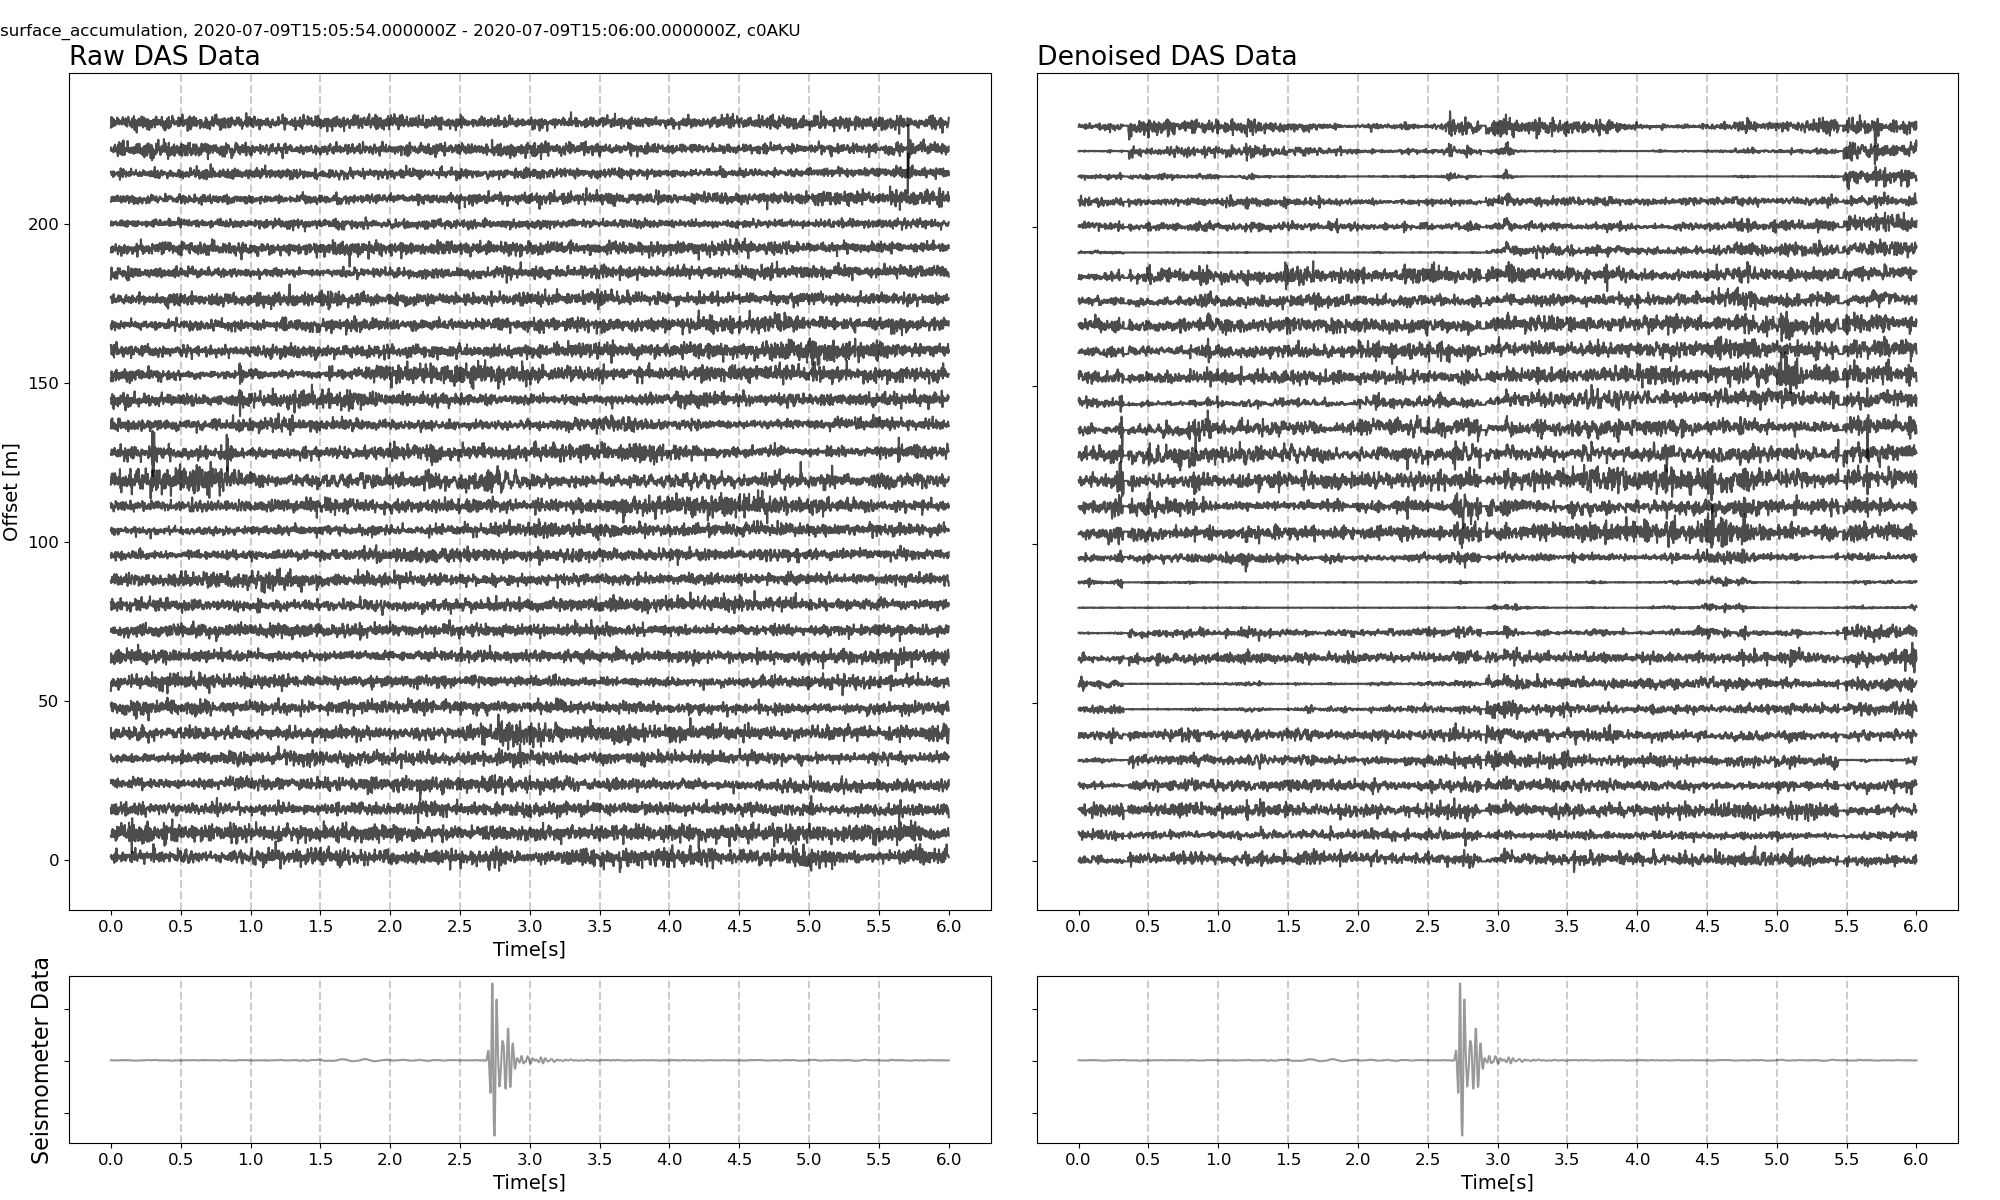 surface_accumulation, 2020-07-09T15:05:54.000000Z - 2020-07-09T15:06:00.000000Z, c0AKU
Raw DAS Data
Denoised DAS Data
Offset [m]
200
150
100
50
0
0.0 0.5 1.0 1.5 2.0 2.5 3.0 3.5 4.0 4.5 5.0 5.5 6.0
Time[s]
0.0 0.5 1.0 1.5 2.0 2.5 3.0 3.5 4.0 4.5 5.0 5.5 6.0
Seismometer Data
0.0 0.5 1.0 1.5 2.0 2.5 3.0 3.5 4.0 4.5 5.0 5.5 6.0
Time[s]
0.0 0.5 1.0 1.5 2.0 2.5 3.0 3.5 4.0 4.5 5.0 5.5 6.0
Time[s]